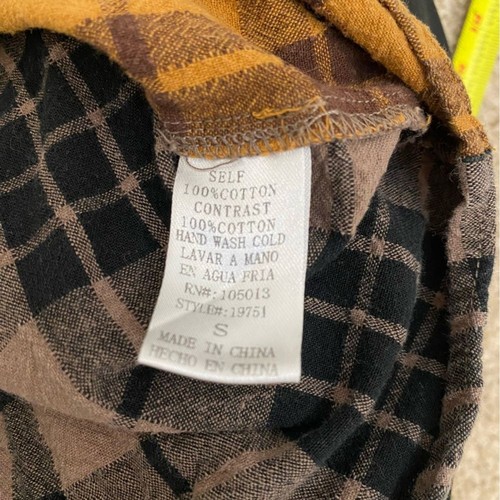 SELF
100%COTTON
CONTRAST
100%COTTON
HAND WASH COLD
LAVAR A MANO
EN AGUA FRIA
RN#:105013
STYLE#:19751
S
MADE IN CHINA
HECHO EN CHINA